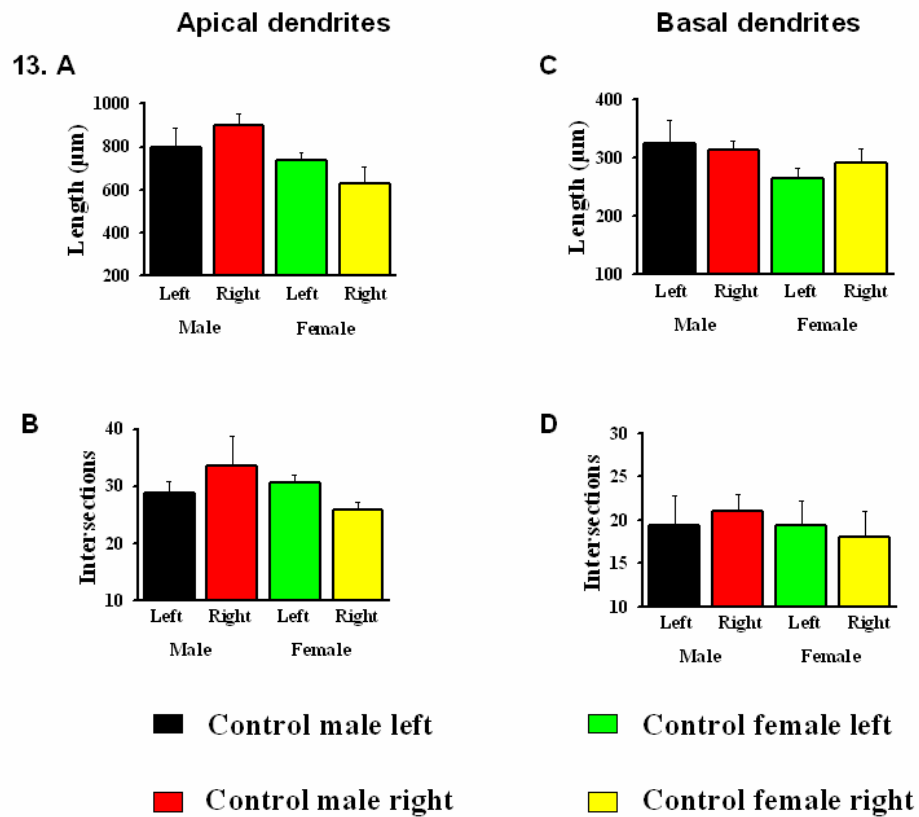 Apical dendrites
Basal dendrites
13. A
Length (µm)
1000
800
600
400
200
Left Right Left Right
Male Female
C
Length (µm)
400
300
200
100
Left Right Left Right
Male Female
B
Intersections
40
30
20
10
Left Right Left Right
Male Female
D
Intersections
30
25
20
15
10
Left Right Left Right
Male Female
Control male left
Control female left
Control male right
Control female right